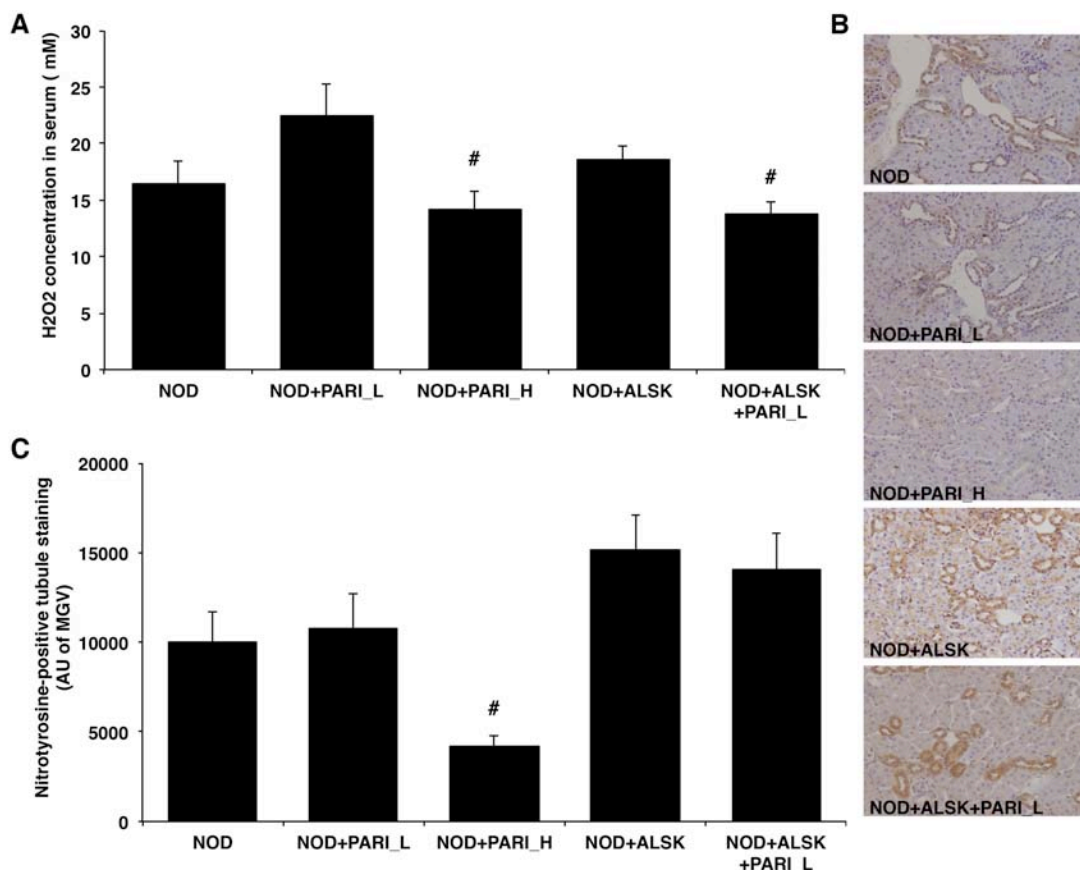 A
H2O2 concentration in serum ( mM)
30
25
20
15
10
5
0
#
#
NOD
NOD+PARI_L
NOD+PARI_H
NOD+ALSK
NOD+ALSK
+PARI_L
B
NOD
NOD+PARI_L
NOD+PARI_H
NOD+ALSK
NOD+ALSK+PARI_L
C
Nitrotyrosine-positive tubule staining
(AU of MGV)
20000
15000
10000
5000
0
#
NOD
NOD+PARI_L
NOD+PARI_H
NOD+ALSK
NOD+ALSK
+PARI_L